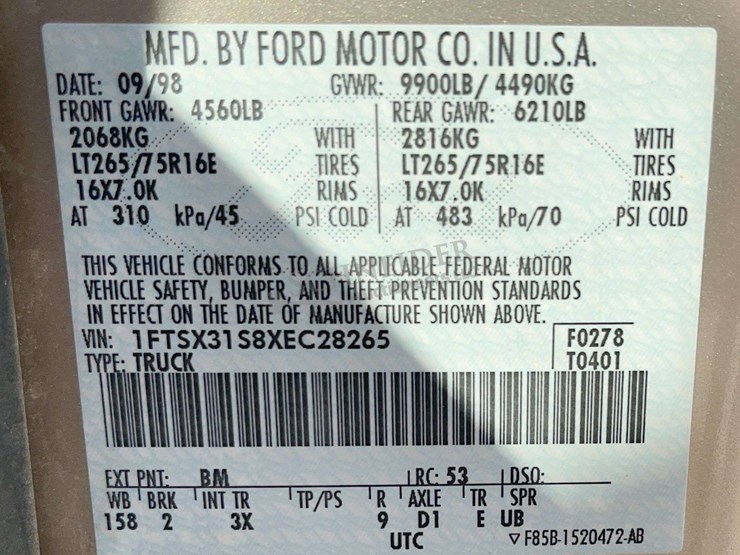 MFD. BY FORD MOTOR CO. IN U.S.A.
DATE: 09/98 GVWR: 9900LB/ 4490KG
FRONT GAWR: 4560LB REAR GAWR: 6210LB
2068KG WITH 2816KG WITH
LT265/75R16E TIRES LT265/75R16E TIRES
16X7.0K RIMS 16X7.0K RIMS
AT 310 kPa/45 PSI COLD AT 483 kPa/70 PSI COLD
THIS VEHICLE CONFORMS TO ALL APPLICABLE FEDERAL MOTOR
VEHICLE SAFETY, BUMPER, AND THEFT PREVENTION STANDARDS
IN EFFECT ON THE DATE OF MANUFACTURE SHOWN ABOVE.
VIN: 1FTSX31S8XEC28265 F0278
TYPE: TRUCK T0401
EXT PNT: BM RC: 53 DSO:
WB BRK INT TR TP/PS R AXLE TR SPR
158 2 3X 9 D1 E UB
UTC ▽ F85B-1520472-AB